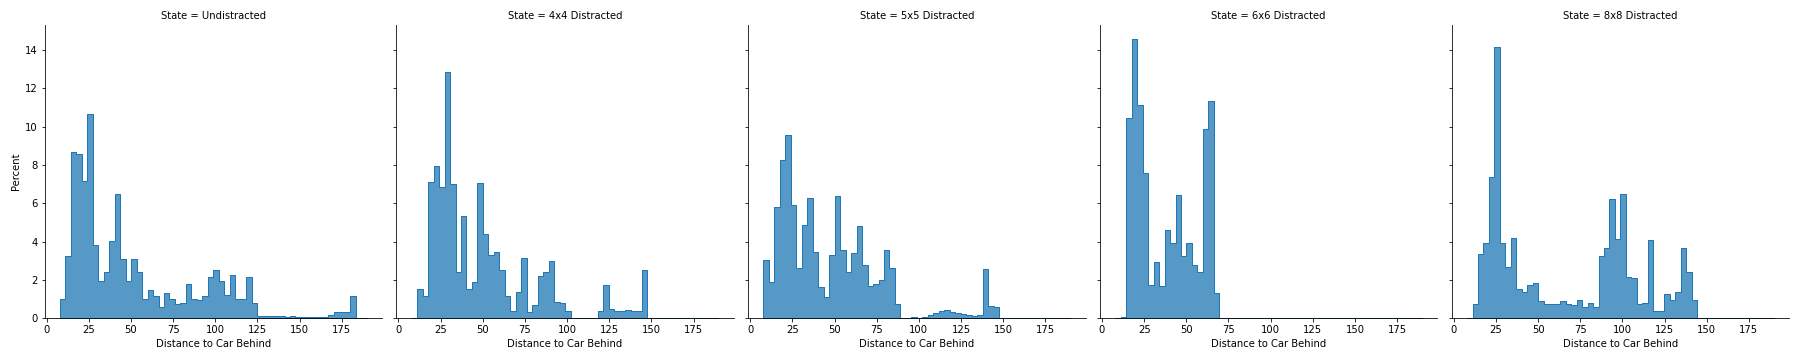 State = Undistracted
State = 4x4 Distracted
State = 5x5 Distracted
State = 6x6 Distracted
State = 8x8 Distracted
Percent
14
12
10
8
6
4
2
0
0 25 50 75 100 125 150 175
0 25 50 75 100 125 150 175
0 25 50 75 100 125 150 175
0 25 50 75 100 125 150 175
0 25 50 75 100 125 150 175
Distance to Car Behind
Distance to Car Behind
Distance to Car Behind
Distance to Car Behind
Distance to Car Behind